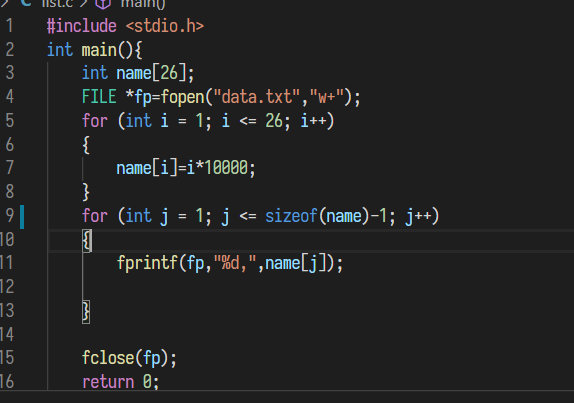 list.c > main()
1 #include <stdio.h>
2 int main(){
3     int name[26];
4     FILE *fp=fopen("data.txt","w+");
5     for (int i = 1; i <= 26; i++)
6     {
7         name[i]=i*10000;
8     }
9     for (int j = 1; j <= sizeof(name)-1; j++)
10     {
11         fprintf(fp,"%d,",name[j]);
12
13     }
14
15     fclose(fp);
16     return 0;